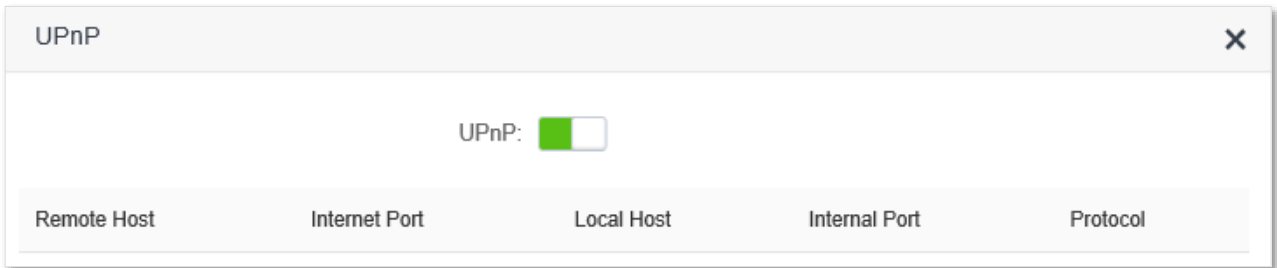 UPnP
UPnP:
Remote Host Internet Port Local Host Internal Port Protocol